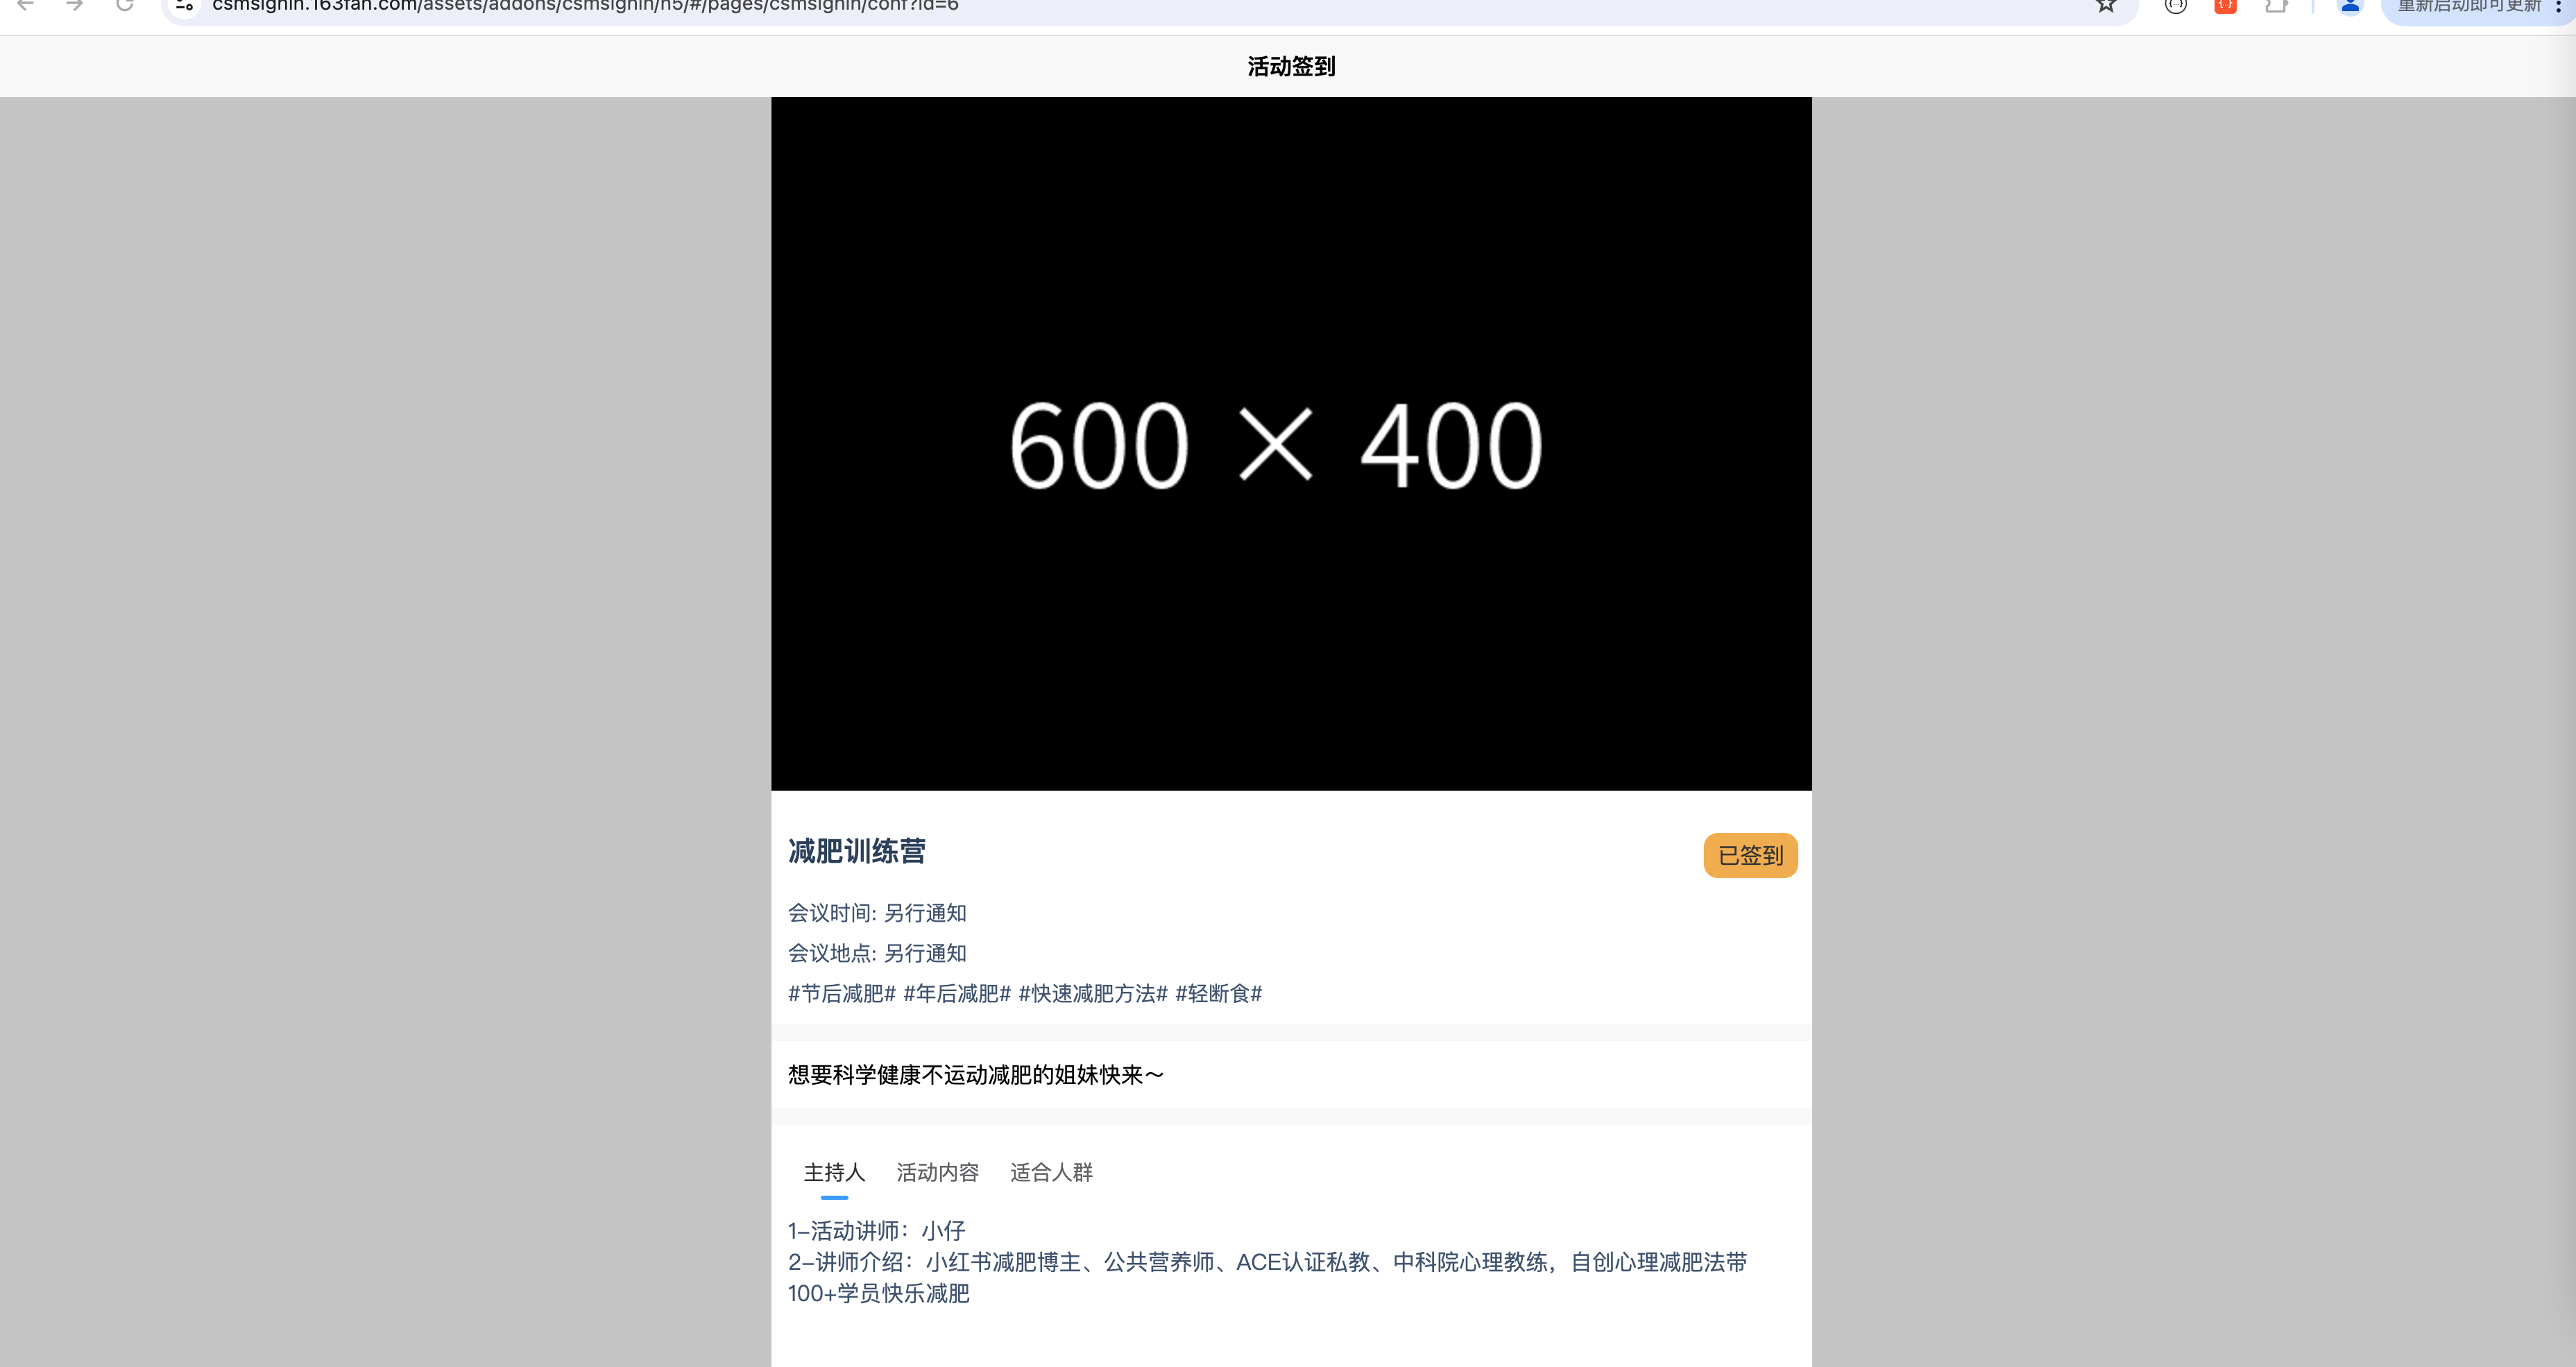 csmsignin.163fan.com/assets/addons/csmsignin/h5/#/pages/csmsignin/conf?id=6
重新启动即可更新
活动签到
600 × 400
减肥训练营
已签到
会议时间: 另行通知
会议地点: 另行通知
#节后减肥# #年后减肥# #快速减肥方法# #轻断食#
想要科学健康不运动减肥的姐妹快来～
主持人 活动内容 适合人群
1-活动讲师：小仔
2-讲师介绍：小红书减肥博主、公共营养师、ACE认证私教、中科院心理教练，自创心理减肥法带
100+学员快乐减肥